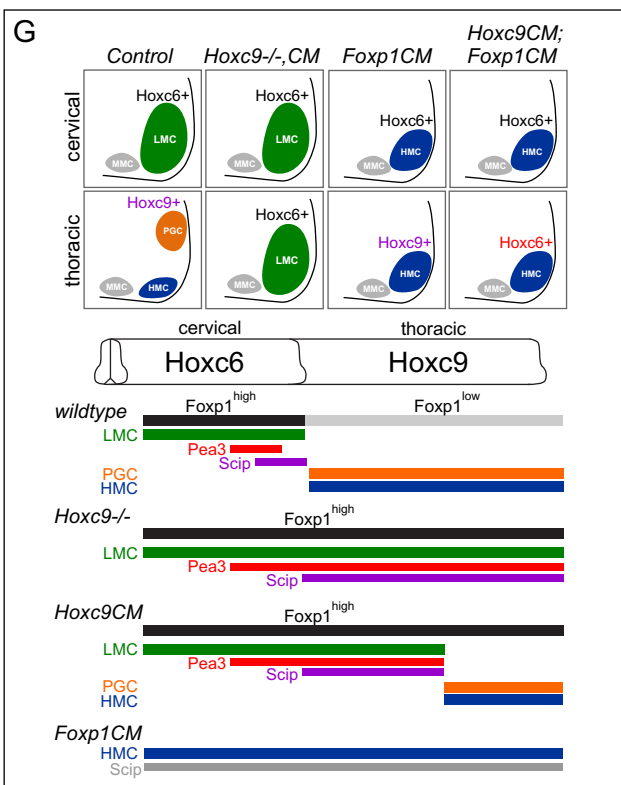 G
Control
Hoxc9-/-,CM
Foxp1CM
Hoxc9CM;
Foxp1CM
cervical
Hoxc6+
LMC
MMC
Hoxc6+
LMC
MMC
Hoxc6+
HMC
MMC
Hoxc6+
HMC
MMC
thoracic
Hoxc9+
PGC
MMC
HMC
Hoxc6+
LMC
MMC
Hoxc9+
HMC
MMC
Hoxc6+
HMC
MMC
cervical
thoracic
Hoxc6
Hoxc9
wildtype
Foxp1high
Foxp1low
LMC
Pea3
Scip
PGC
HMC
Hoxc9-/-
Foxp1high
LMC
Pea3
Scip
Hoxc9CM
Foxp1high
LMC
Pea3
Scip
PGC
HMC
Foxp1CM
HMC
Scip